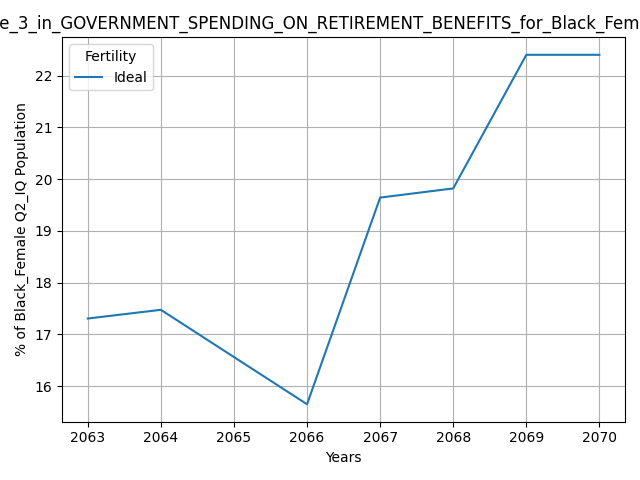 e_3_in_GOVERNMENT_SPENDING_ON_RETIREMENT_BENEFITS_for_Black_Fem
Fertility
Ideal
% of Black_Female Q2_IQ Population
22
21
20
19
18
17
16
2063 2064 2065 2066 2067 2068 2069 2070
Years